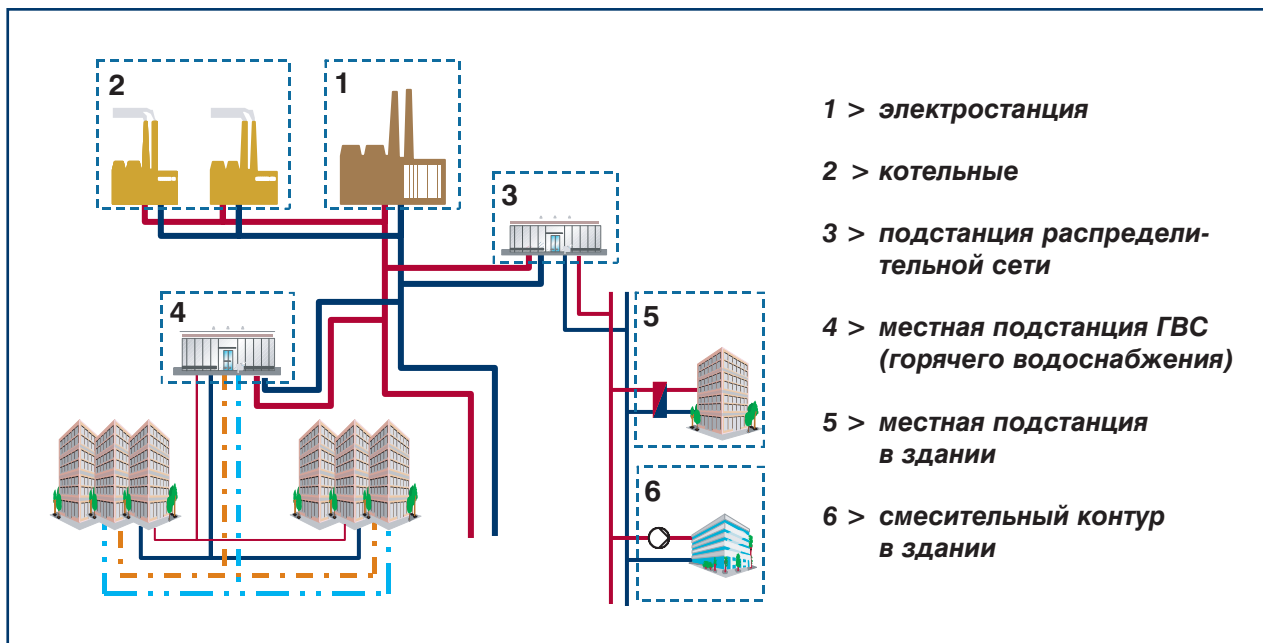 2
1
3
4
5
6
1 > электростанция
2 > котельные
3 > подстанция распредели-
тельной сети
4 > местная подстанция ГВС
(горячего водоснабжения)
5 > местная подстанция
в здании
6 > смесительный контур
в здании